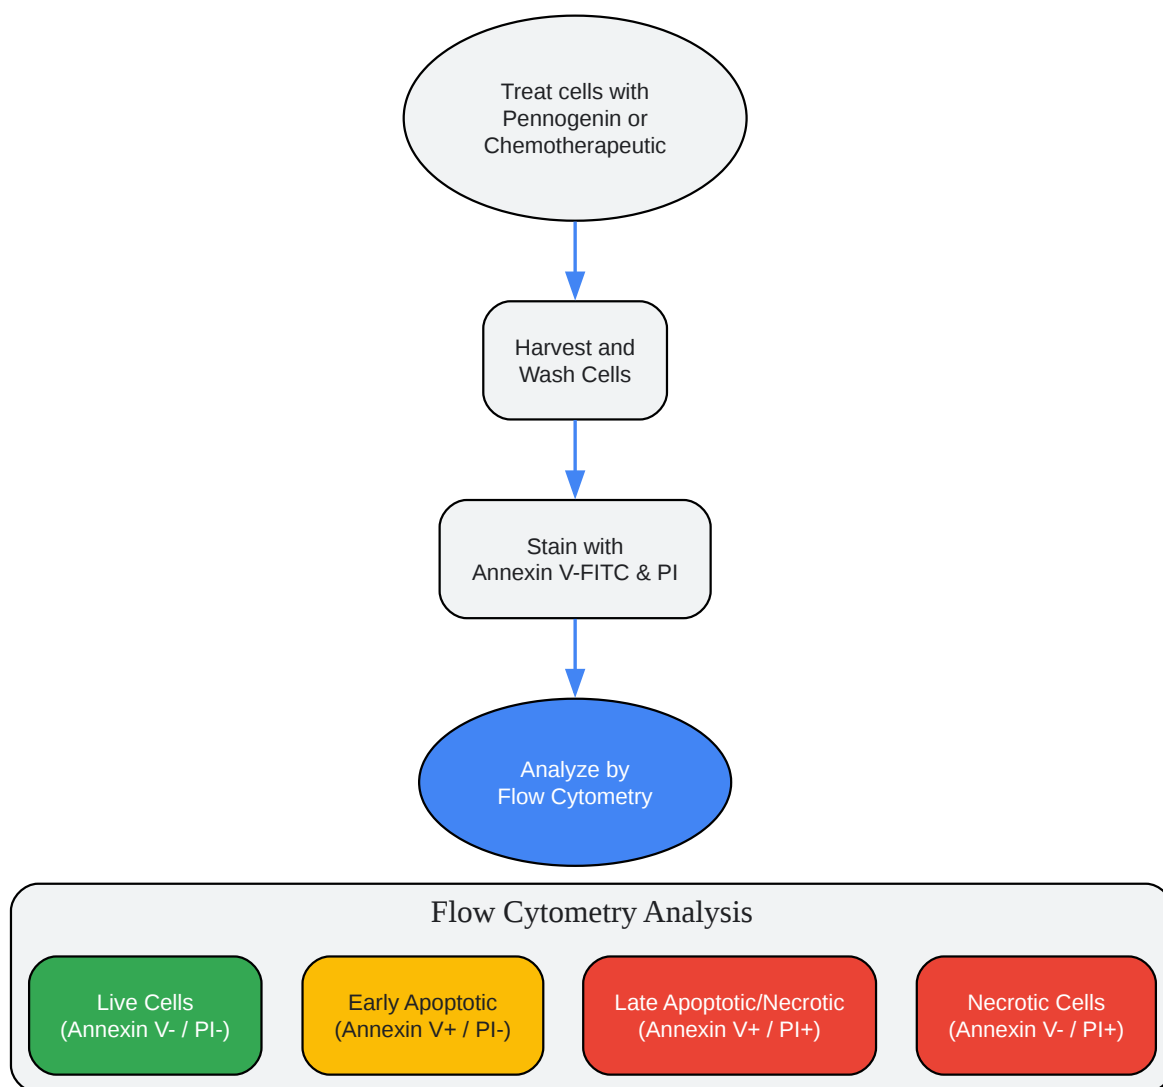 Treat cells with
Pennogenin or
Chemotherapeutic
Harvest and
Wash Cells
Stain with
Annexin V-FITC & PI
Analyze by
Flow Cytometry
Flow Cytometry Analysis
Live Cells
(Annexin V- / PI-)
Early Apoptotic
(Annexin V+ / PI-)
Late Apoptotic/Necrotic
(Annexin V+ / PI+)
Necrotic Cells
(Annexin V- / PI+)